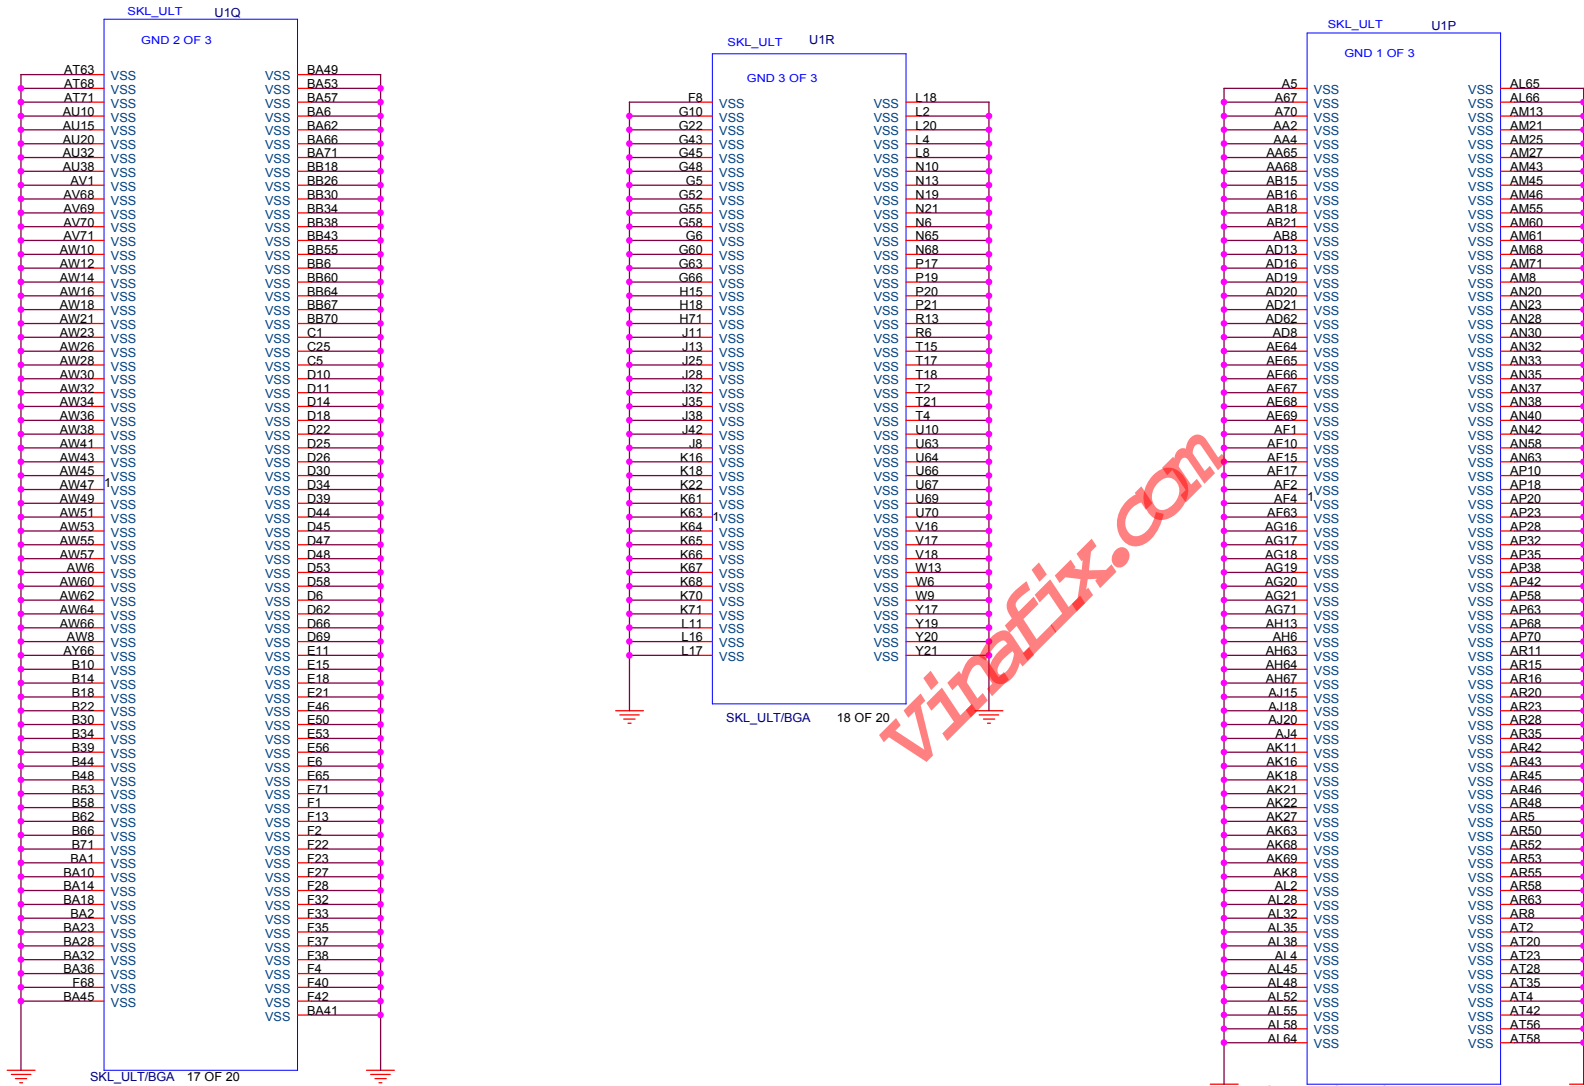 SKL_ULT U1Q
GND 2 OF 3
AT63 VSS VSS BA49
AT68 VSS VSS BA53
AT71 VSS VSS BA57
AU10 VSS VSS BA6
AU15 VSS VSS BA62
AU20 VSS VSS BA66
AU32 VSS VSS BA71
AU38 VSS VSS BB18
AV1 VSS VSS BB26
AV68 VSS VSS BB30
AV69 VSS VSS BB34
AV70 VSS VSS BB38
AV71 VSS VSS BB43
AW10 VSS VSS BB55
AW12 VSS VSS BB6
AW14 VSS VSS BB60
AW16 VSS VSS BB64
AW18 VSS VSS BB67
AW21 VSS VSS BB70
AW23 VSS VSS C1
AW26 VSS VSS C25
AW28 VSS VSS C5
AW30 VSS VSS D10
AW32 VSS VSS D11
AW34 VSS VSS D14
AW36 VSS VSS D18
AW38 VSS VSS D22
AW41 VSS VSS D25
AW43 VSS VSS D26
AW45 VSS VSS D30
AW47 1 VSS VSS D34
AW49 VSS VSS D39
AW51 VSS VSS D44
AW53 VSS VSS D45
AW55 VSS VSS D47
AW57 VSS VSS D48
AW6 VSS VSS D53
AW60 VSS VSS D58
AW62 VSS VSS D6
AW64 VSS VSS D62
AW66 VSS VSS D66
AW8 VSS VSS D69
AY66 VSS VSS E11
B10 VSS VSS E15
B14 VSS VSS E18
B18 VSS VSS E21
B22 VSS VSS E46
B30 VSS VSS E50
B34 VSS VSS E53
B39 VSS VSS E56
B44 VSS VSS E6
B48 VSS VSS E65
B53 VSS VSS E71
B58 VSS VSS F1
B62 VSS VSS F13
B66 VSS VSS F2
B71 VSS VSS F22
BA1 VSS VSS F23
BA10 VSS VSS F27
BA14 VSS VSS F28
BA18 VSS VSS F32
BA2 VSS VSS F33
BA23 VSS VSS F35
BA28 VSS VSS F37
BA32 VSS VSS F38
BA36 VSS VSS F4
F68 VSS VSS F40
BA45 VSS VSS F42
VSS BA41
SKL_ULT/BGA 17 OF 20
SKL_ULT U1R
GND 3 OF 3
F8 VSS VSS L18
G10 VSS VSS L2
G22 VSS VSS L20
G43 VSS VSS L4
G45 VSS VSS L8
G48 VSS VSS N10
G5 VSS VSS N13
G52 VSS VSS N19
G55 VSS VSS N21
G58 VSS VSS N6
G6 VSS VSS N65
G60 VSS VSS N68
G63 VSS VSS P17
G66 VSS VSS P19
H15 VSS VSS P20
H18 VSS VSS P21
H71 VSS VSS R13
J11 VSS VSS R6
J13 VSS VSS T15
J25 VSS VSS T17
J28 VSS VSS T18
J32 VSS VSS T2
J35 VSS VSS T21
J38 VSS VSS T4
J42 VSS VSS U10
J8 VSS VSS U63
K16 VSS VSS U64
K18 VSS VSS U66
K22 VSS VSS U67
K61 VSS VSS U69
K63 1 VSS VSS U70
K64 VSS VSS V16
K65 VSS VSS V17
K66 VSS VSS V18
K67 VSS VSS W13
K68 VSS VSS W6
K70 VSS VSS W9
K71 VSS VSS Y17
L11 VSS VSS Y19
L16 VSS VSS Y20
L17 VSS VSS Y21
SKL_ULT/BGA 18 OF 20
vinafix.com
SKL_ULT U1P
GND 1 OF 3
A5 VSS VSS AL65
A67 VSS VSS AL66
A70 VSS VSS AM13
AA2 VSS VSS AM21
AA4 VSS VSS AM25
AA65 VSS VSS AM27
AA68 VSS VSS AM43
AB15 VSS VSS AM45
AB16 VSS VSS AM46
AB18 VSS VSS AM55
AB21 VSS VSS AM60
AB8 VSS VSS AM61
AD13 VSS VSS AM68
AD16 VSS VSS AM71
AD19 VSS VSS AM8
AD20 VSS VSS AN20
AD21 VSS VSS AN23
AD62 VSS VSS AN28
AD8 VSS VSS AN30
AE64 VSS VSS AN32
AE65 VSS VSS AN33
AE66 VSS VSS AN35
AE67 VSS VSS AN37
AE68 VSS VSS AN38
AE69 VSS VSS AN40
AF1 VSS VSS AN42
AF10 VSS VSS AN58
AF15 VSS VSS AN63
AF17 VSS VSS AP10
AF2 VSS VSS AP18
AF4 1 VSS VSS AP20
AF63 VSS VSS AP23
AG16 VSS VSS AP28
AG17 VSS VSS AP32
AG18 VSS VSS AP35
AG19 VSS VSS AP38
AG20 VSS VSS AP42
AG21 VSS VSS AP58
AG71 VSS VSS AP63
AH13 VSS VSS AP68
AH6 VSS VSS AP70
AH63 VSS VSS AR11
AH64 VSS VSS AR15
AH67 VSS VSS AR16
AJ15 VSS VSS AR20
AJ18 VSS VSS AR23
AJ20 VSS VSS AR28
AJ4 VSS VSS AR35
AK11 VSS VSS AR42
AK16 VSS VSS AR43
AK18 VSS VSS AR45
AK21 VSS VSS AR46
AK22 VSS VSS AR48
AK27 VSS VSS AR5
AK63 VSS VSS AR50
AK68 VSS VSS AR52
AK69 VSS VSS AR53
AK8 VSS VSS AR55
AL2 VSS VSS AR58
AL28 VSS VSS AR63
AL32 VSS VSS AR8
AL35 VSS VSS AT2
AL38 VSS VSS AT20
AL4 VSS VSS AT23
AL45 VSS VSS AT28
AL48 VSS VSS AT35
AL52 VSS VSS AT4
AL55 VSS VSS AT42
AL58 VSS VSS AT56
AL64 VSS VSS AT58